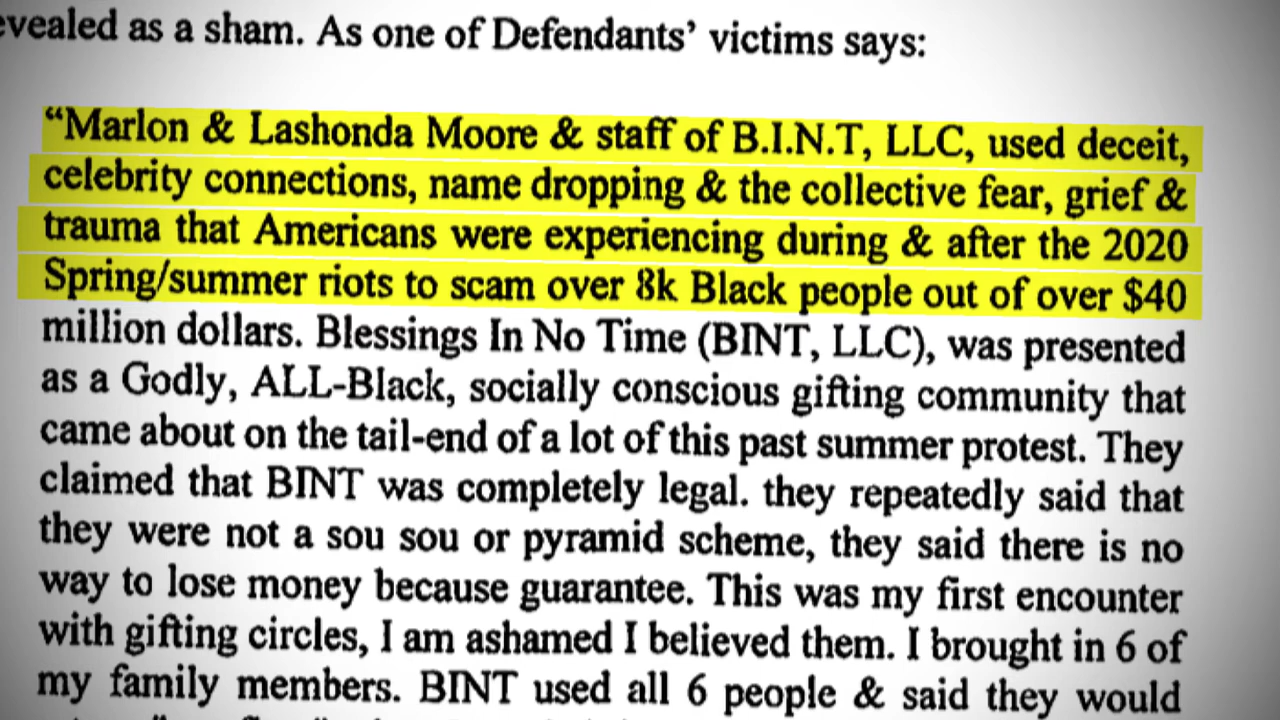 evealed as a sham. As one of Defendants' victims says:
“Marlon & Lashonda Moore & staff of B.I.N.T, LLC, used deceit,
celebrity connections, name dropping & the collective fear, grief &
trauma that Americans were experiencing during & after the 2020
Spring/summer riots to scam over 8k Black people out of over $40
million dollars. Blessings In No Time (BINT, LLC), was presented
as a Godly, ALL-Black, socially conscious gifting community that
came about on the tail-end of a lot of this past summer protest. They
claimed that BINT was completely legal. they repeatedly said that
they were not a sou sou or pyramid scheme, they said there is no
way to lose money because guarantee. This was my first encounter
with gifting circles, I am ashamed I believed them. I brought in 6 of
my family members. BINT used all 6 people & said they would